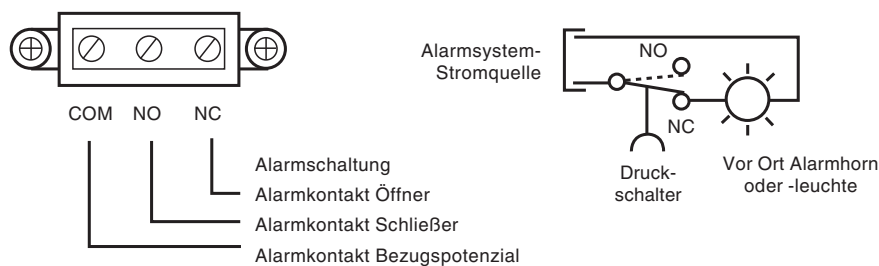 COM NO NC
Alarmschaltung
Alarmkontakt Öffner
Alarmkontakt Schließer
Alarmkontakt Bezugspotenzial
Alarmsystem-
Stromquelle
NO
NC
Druck-
schalter
Vor Ort Alarmhorn
oder -leuchte